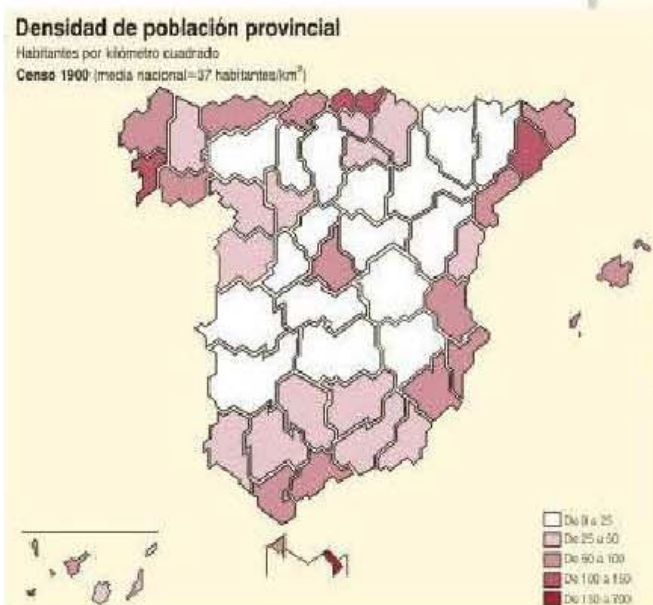 Densidad de población provincial
Habitantes por kilómetro cuadrado
Censo 1900 (media nacional=37 habitantes/km²)
De 0 a 25
De 25 a 50
De 50 a 100
De 100 a 150
De 150 a 700